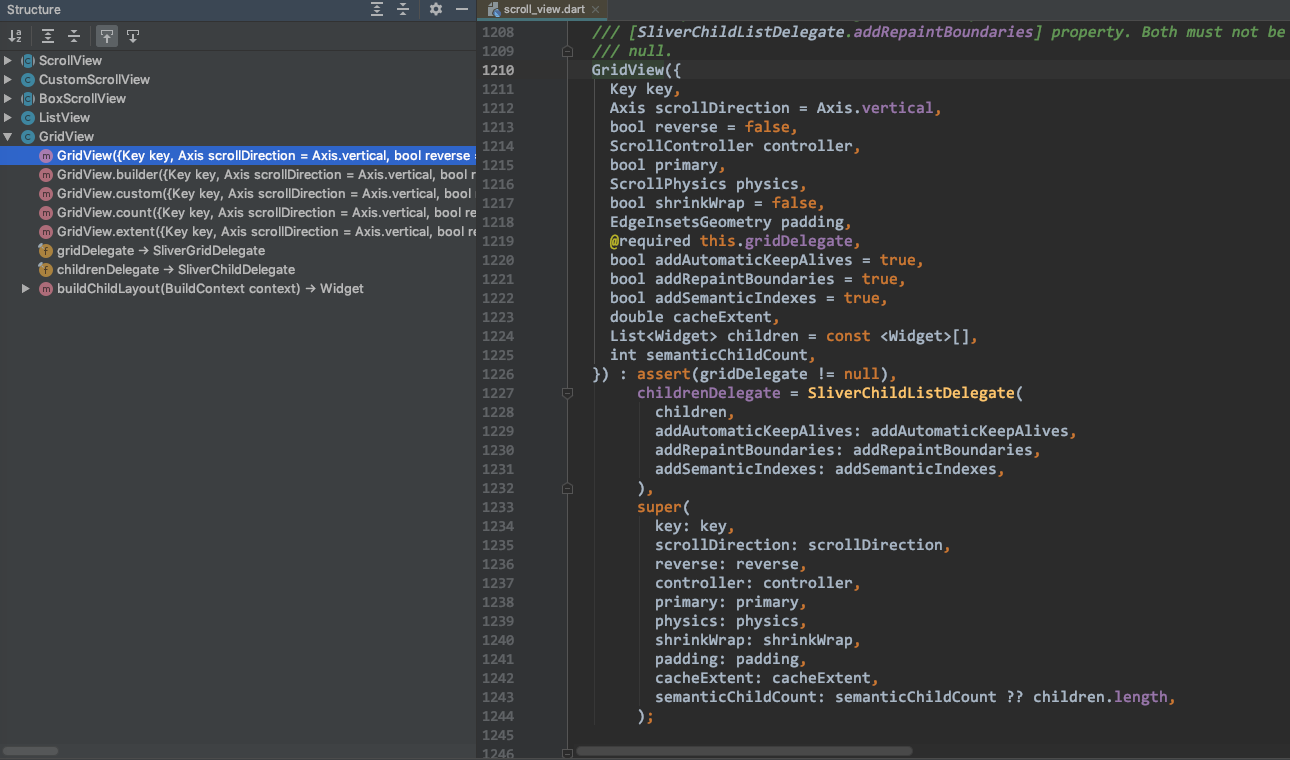 Structure
ScrollView
CustomScrollView
BoxScrollView
ListView
GridView
GridView({Key key, Axis scrollDirection = Axis.vertical, bool reverse =
GridView.builder({Key key, Axis scrollDirection = Axis.vertical, bool r
GridView.custom({Key key, Axis scrollDirection = Axis.vertical, bool
GridView.count({Key key, Axis scrollDirection = Axis.vertical, bool re
GridView.extent({Key key, Axis scrollDirection = Axis.vertical, bool re
gridDelegate → SliverGridDelegate
childrenDelegate → SliverChildDelegate
buildChildLayout(BuildContext context) → Widget
scroll_view.dart
1208 /// [SliverChildListDelegate.addRepaintBoundaries] property. Both must not be
1209 /// null.
1210 GridView({
1211 Key key,
1212 Axis scrollDirection = Axis.vertical,
1213 bool reverse = false,
1214 ScrollController controller,
1215 bool primary,
1216 ScrollPhysics physics,
1217 bool shrinkWrap = false,
1218 EdgeInsetsGeometry padding,
1219 @required this.gridDelegate,
1220 bool addAutomaticKeepAlives = true,
1221 bool addRepaintBoundaries = true,
1222 bool addSemanticIndexes = true,
1223 double cacheExtent,
1224 List<Widget> children = const <Widget>[],
1225 int semanticChildCount,
1226 }) : assert(gridDelegate != null),
1227 childrenDelegate = SliverChildListDelegate(
1228 children,
1229 addAutomaticKeepAlives: addAutomaticKeepAlives,
1230 addRepaintBoundaries: addRepaintBoundaries,
1231 addSemanticIndexes: addSemanticIndexes,
1232 ),
1233 super(
1234 key: key,
1235 scrollDirection: scrollDirection,
1236 reverse: reverse,
1237 controller: controller,
1238 primary: primary,
1239 physics: physics,
1240 shrinkWrap: shrinkWrap,
1241 padding: padding,
1242 cacheExtent: cacheExtent,
1243 semanticChildCount: semanticChildCount ?? children.length,
1244 );
1245
1246